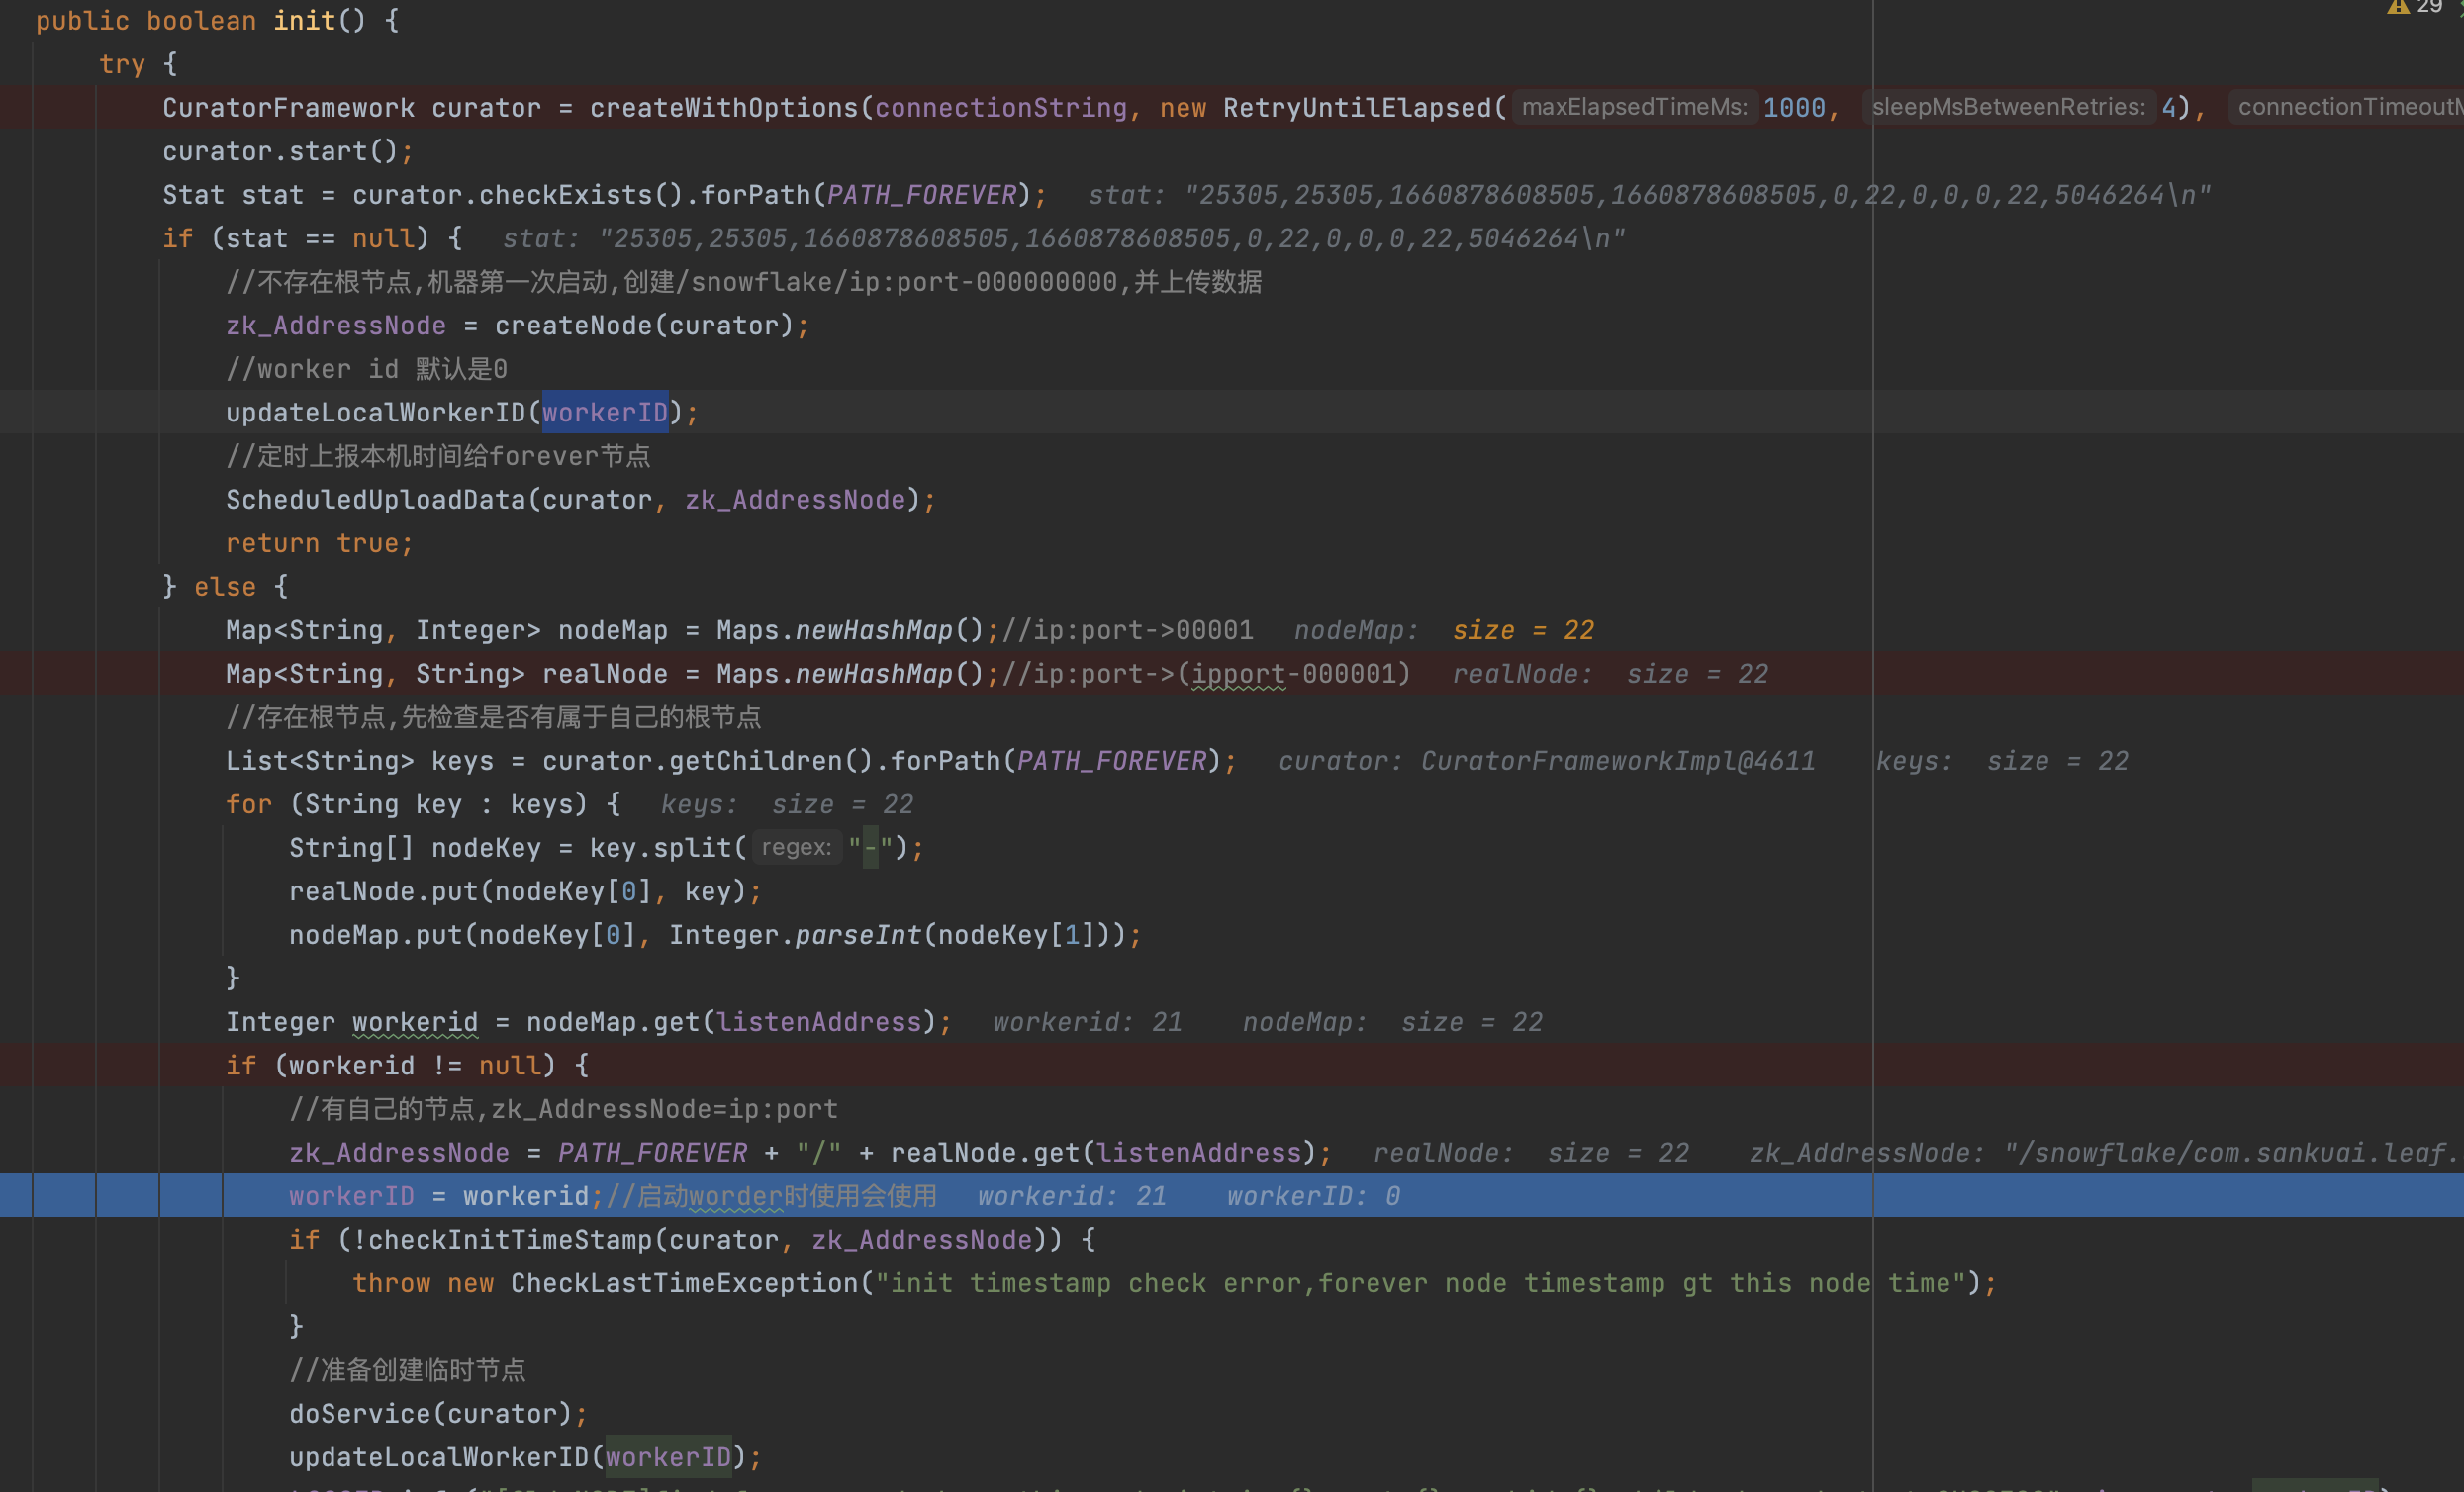 29
public boolean init() {
try {
CuratorFramework curator = createWithOptions(connectionString, new RetryUntilElapsed( maxElapsedTimeMs: 1000, sleepMsBetweenRetries: 4), connectionTimeoutM
curator.start();
Stat stat = curator.checkExists().forPath(PATH_FOREVER); stat: "25305,25305,1660878608505,1660878608505,0,22,0,0,0,22,5046264\n"
if (stat == null) { stat: "25305,25305,1660878608505,1660878608505,0,22,0,0,0,22,5046264\n"
//不存在根节点,机器第一次启动,创建/snowflake/ip:port-000000000,并上传数据
zk_AddressNode = createNode(curator);
//worker id 默认是0
updateLocalWorkerID(workerID);
//定时上报本机时间给forever节点
ScheduledUploadData(curator, zk_AddressNode);
return true;
} else {
Map<String, Integer> nodeMap = Maps.newHashMap();//ip:port->00001 nodeMap: size = 22
Map<String, String> realNode = Maps.newHashMap();//ip:port->(ipport-000001) realNode: size = 22
//存在根节点,先检查是否有属于自己的根节点
List<String> keys = curator.getChildren().forPath(PATH_FOREVER); curator: CuratorFrameworkImpl@4611 keys: size = 22
for (String key : keys) { keys: size = 22
String[] nodeKey = key.split( regex: "-");
realNode.put(nodeKey[0], key);
nodeMap.put(nodeKey[0], Integer.parseInt(nodeKey[1]));
}
Integer workerid = nodeMap.get(listenAddress); workerid: 21 nodeMap: size = 22
if (workerid != null) {
//有自己的节点,zk_AddressNode=ip:port
zk_AddressNode = PATH_FOREVER + "/" + realNode.get(listenAddress); realNode: size = 22 zk_AddressNode: "/snowflake/com.sankuai.leaf.
workerID = workerid;//启动worder时使用会使用 workerid: 21 workerID: 0
if (!checkInitTimeStamp(curator, zk_AddressNode)) {
throw new CheckLastTimeException("init timestamp check error,forever node timestamp gt this node time");
}
//准备创建临时节点
doService(curator);
updateLocalWorkerID(workerID);